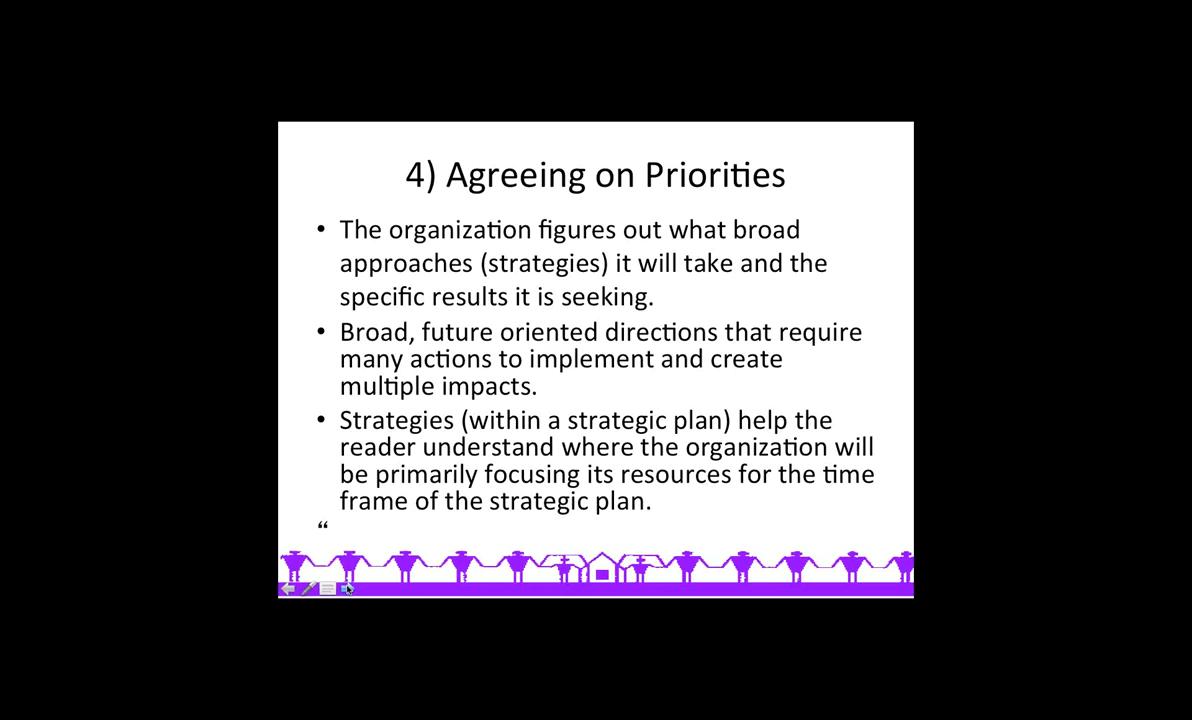 4) Agreeing on Priorities
• The organization figures out what broad
approaches (strategies) it will take and the
specific results it is seeking.
• Broad, future oriented directions that require
many actions to implement and create
multiple impacts.
• Strategies (within a strategic plan) help the
reader understand where the organization will
be primarily focusing its resources for the time
frame of the strategic plan.
“